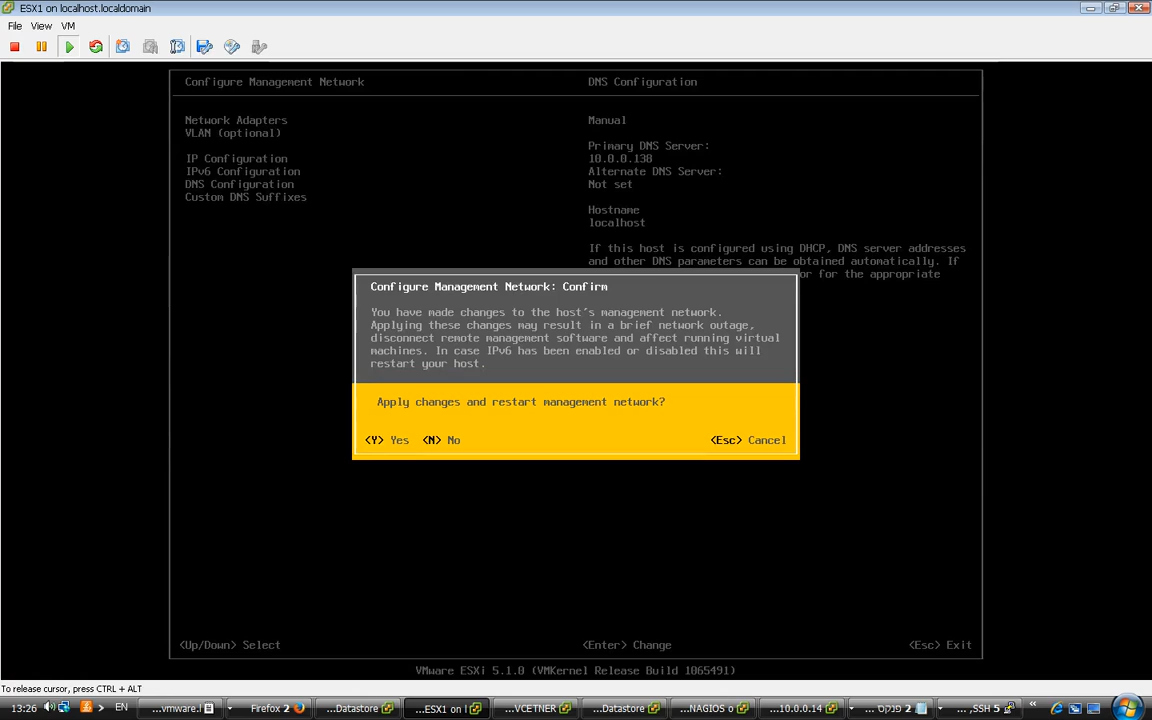 ESX1 on localhost.localdomain
File View VM
Configure Management Network
DNS Configuration
Network Adapters
VLAN (optional)
IP Configuration
IPv6 Configuration
DNS Configuration
Custom DNS Suffixes
Manual
Primary DNS Server:
10.0.0.138
Alternate DNS Server:
Not set
Hostname
localhost
If this host is configured using DHCP, DNS server addresses
and other DNS parameters can be obtained automatically. If
or for the appropriate
Configure Management Network: Confirm
You have made changes to the host's management network.
Applying these changes may result in a brief network outage,
disconnect remote management software and affect running virtual
machines. In case IPv6 has been enabled or disabled this will
restart your host.
Apply changes and restart management network?
<Y> Yes <N> No <Esc> Cancel
<Up/Down> Select <Enter> Change <Esc> Exit
VMware ESXi 5.1.0 (VMKernel Release Build 1065491)
To release cursor, press CTRL + ALT
13:26 EN ...vmware.l Firefox 2 ...Datastore ...ESX1 on l ...VCETNER ...Datastore ...NAGIOS o ...10.0.0.14 ... פנקס 2 ...,SSH 5